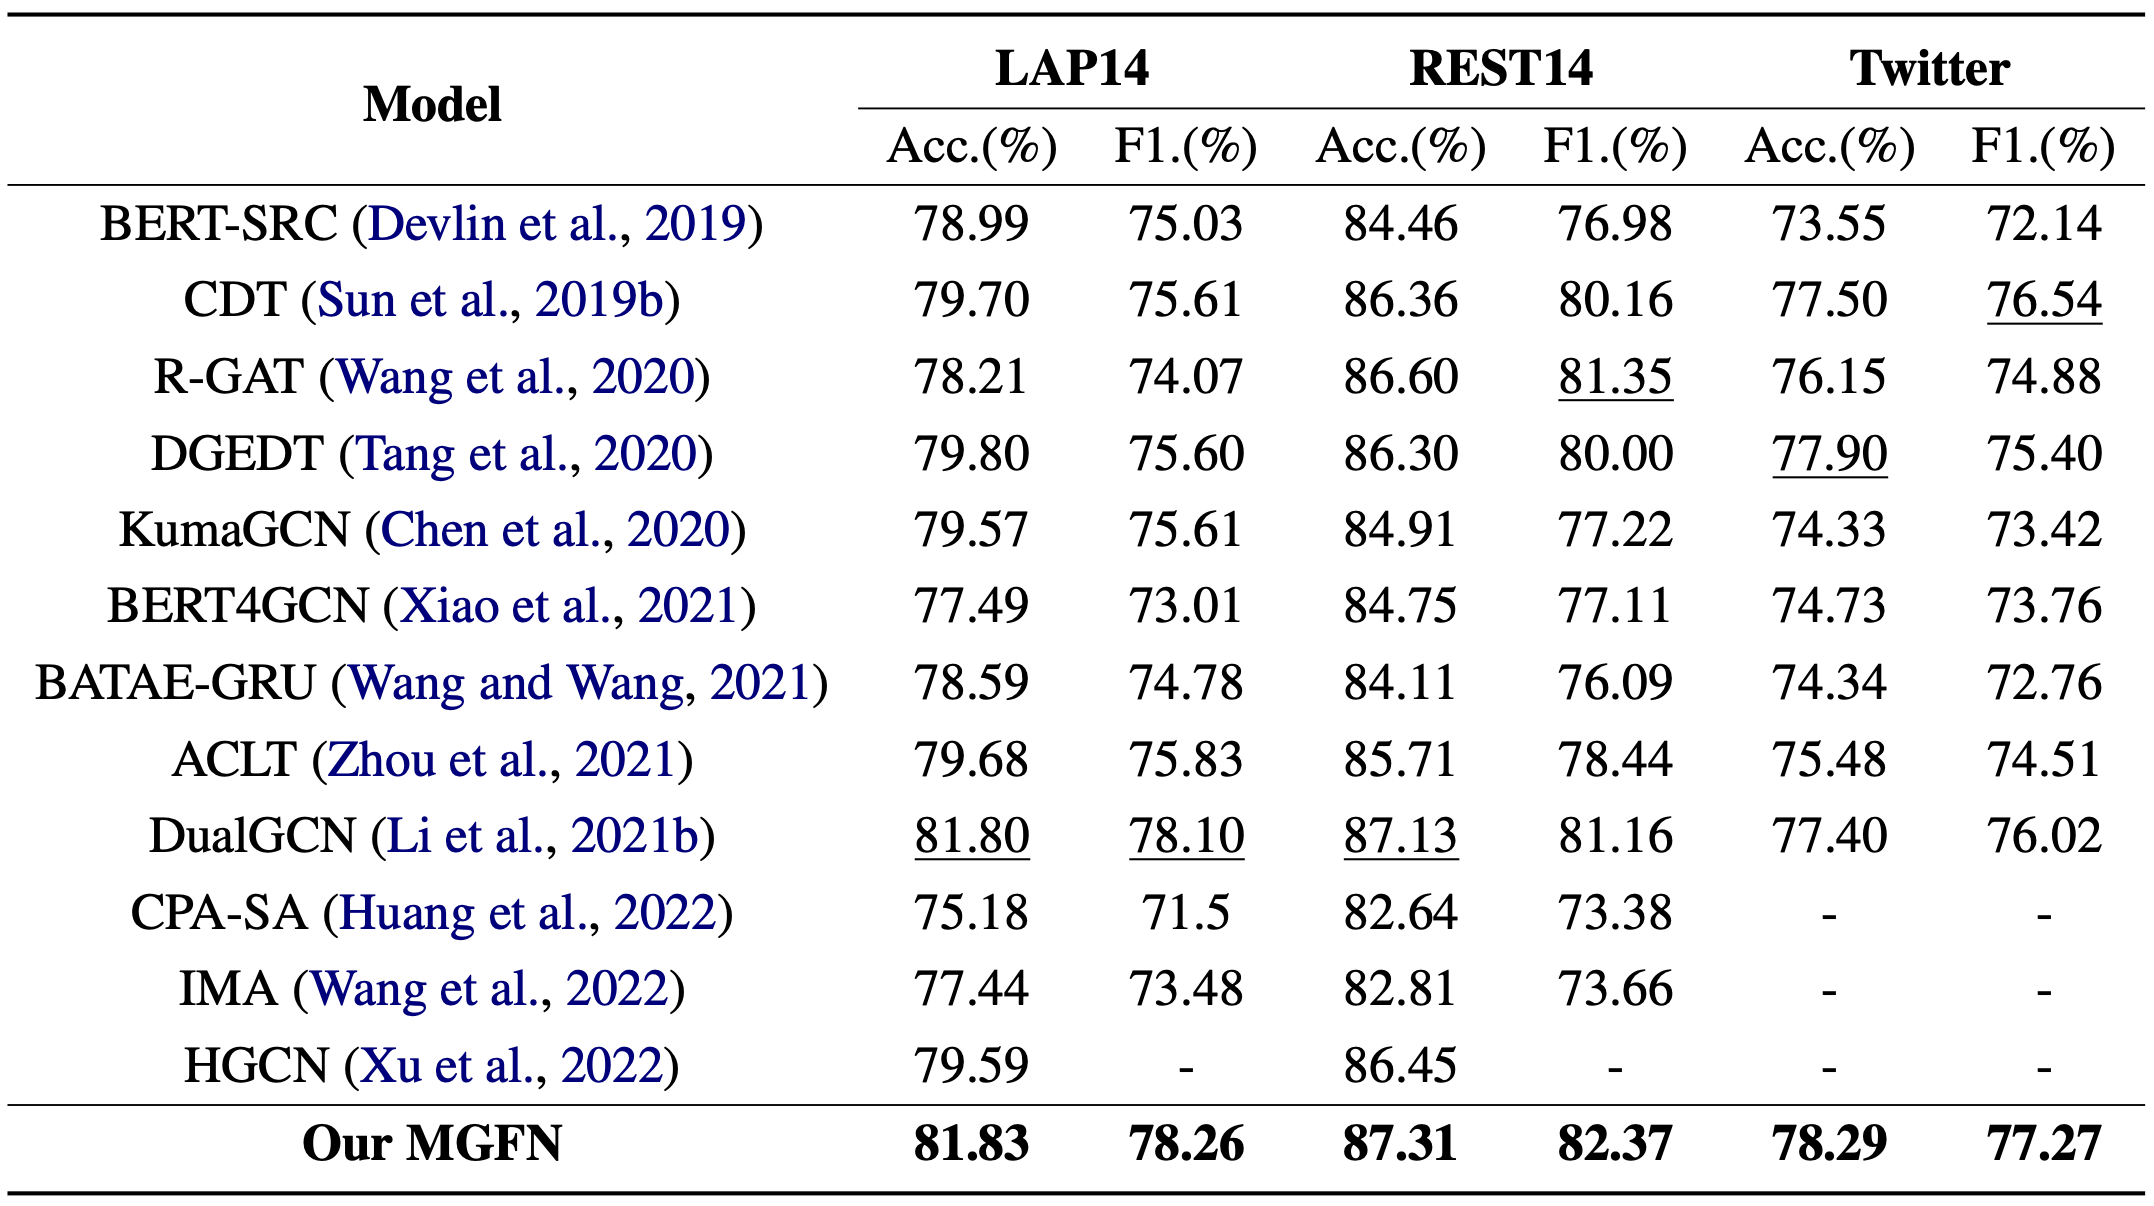 Model LAP14 REST14 Twitter
Acc.(%) F1.(%) Acc.(%) F1.(%) Acc.(%) F1.(%)
BERT-SRC (Devlin et al., 2019) 78.99 75.03 84.46 76.98 73.55 72.14
CDT (Sun et al., 2019b) 79.70 75.61 86.36 80.16 77.50 76.54
R-GAT (Wang et al., 2020) 78.21 74.07 86.60 81.35 76.15 74.88
DGEDT (Tang et al., 2020) 79.80 75.60 86.30 80.00 77.90 75.40
KumaGCN (Chen et al., 2020) 79.57 75.61 84.91 77.22 74.33 73.42
BERT4GCN (Xiao et al., 2021) 77.49 73.01 84.75 77.11 74.73 73.76
BATAE-GRU (Wang and Wang, 2021) 78.59 74.78 84.11 76.09 74.34 72.76
ACLT (Zhou et al., 2021) 79.68 75.83 85.71 78.44 75.48 74.51
DualGCN (Li et al., 2021b) 81.80 78.10 87.13 81.16 77.40 76.02
CPA-SA (Huang et al., 2022) 75.18 71.5 82.64 73.38 - -
IMA (Wang et al., 2022) 77.44 73.48 82.81 73.66 - -
HGCN (Xu et al., 2022) 79.59 - 86.45 - - -
Our MGFN 81.83 78.26 87.31 82.37 78.29 77.27